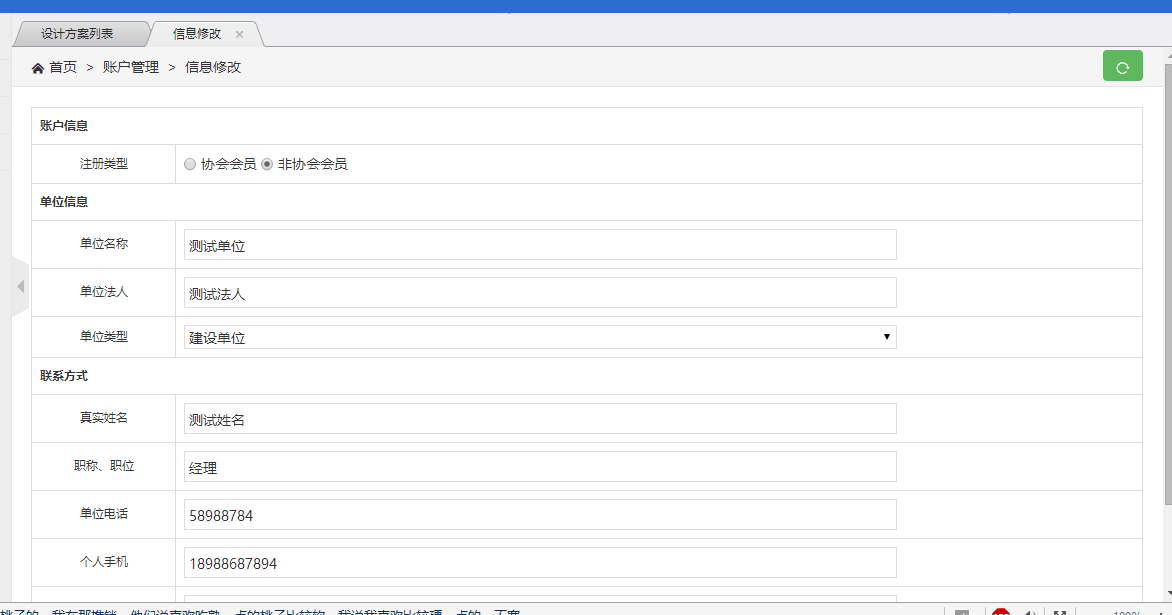 设计方案列表 信息修改 ×
首页 > 账户管理 > 信息修改
账户信息
注册类型 协会会员 非协会会员
单位信息
单位名称 测试单位
单位法人 测试法人
单位类型 建设单位
联系方式
真实姓名 测试姓名
职称、职位 经理
单位电话 58988784
个人手机 18988687894